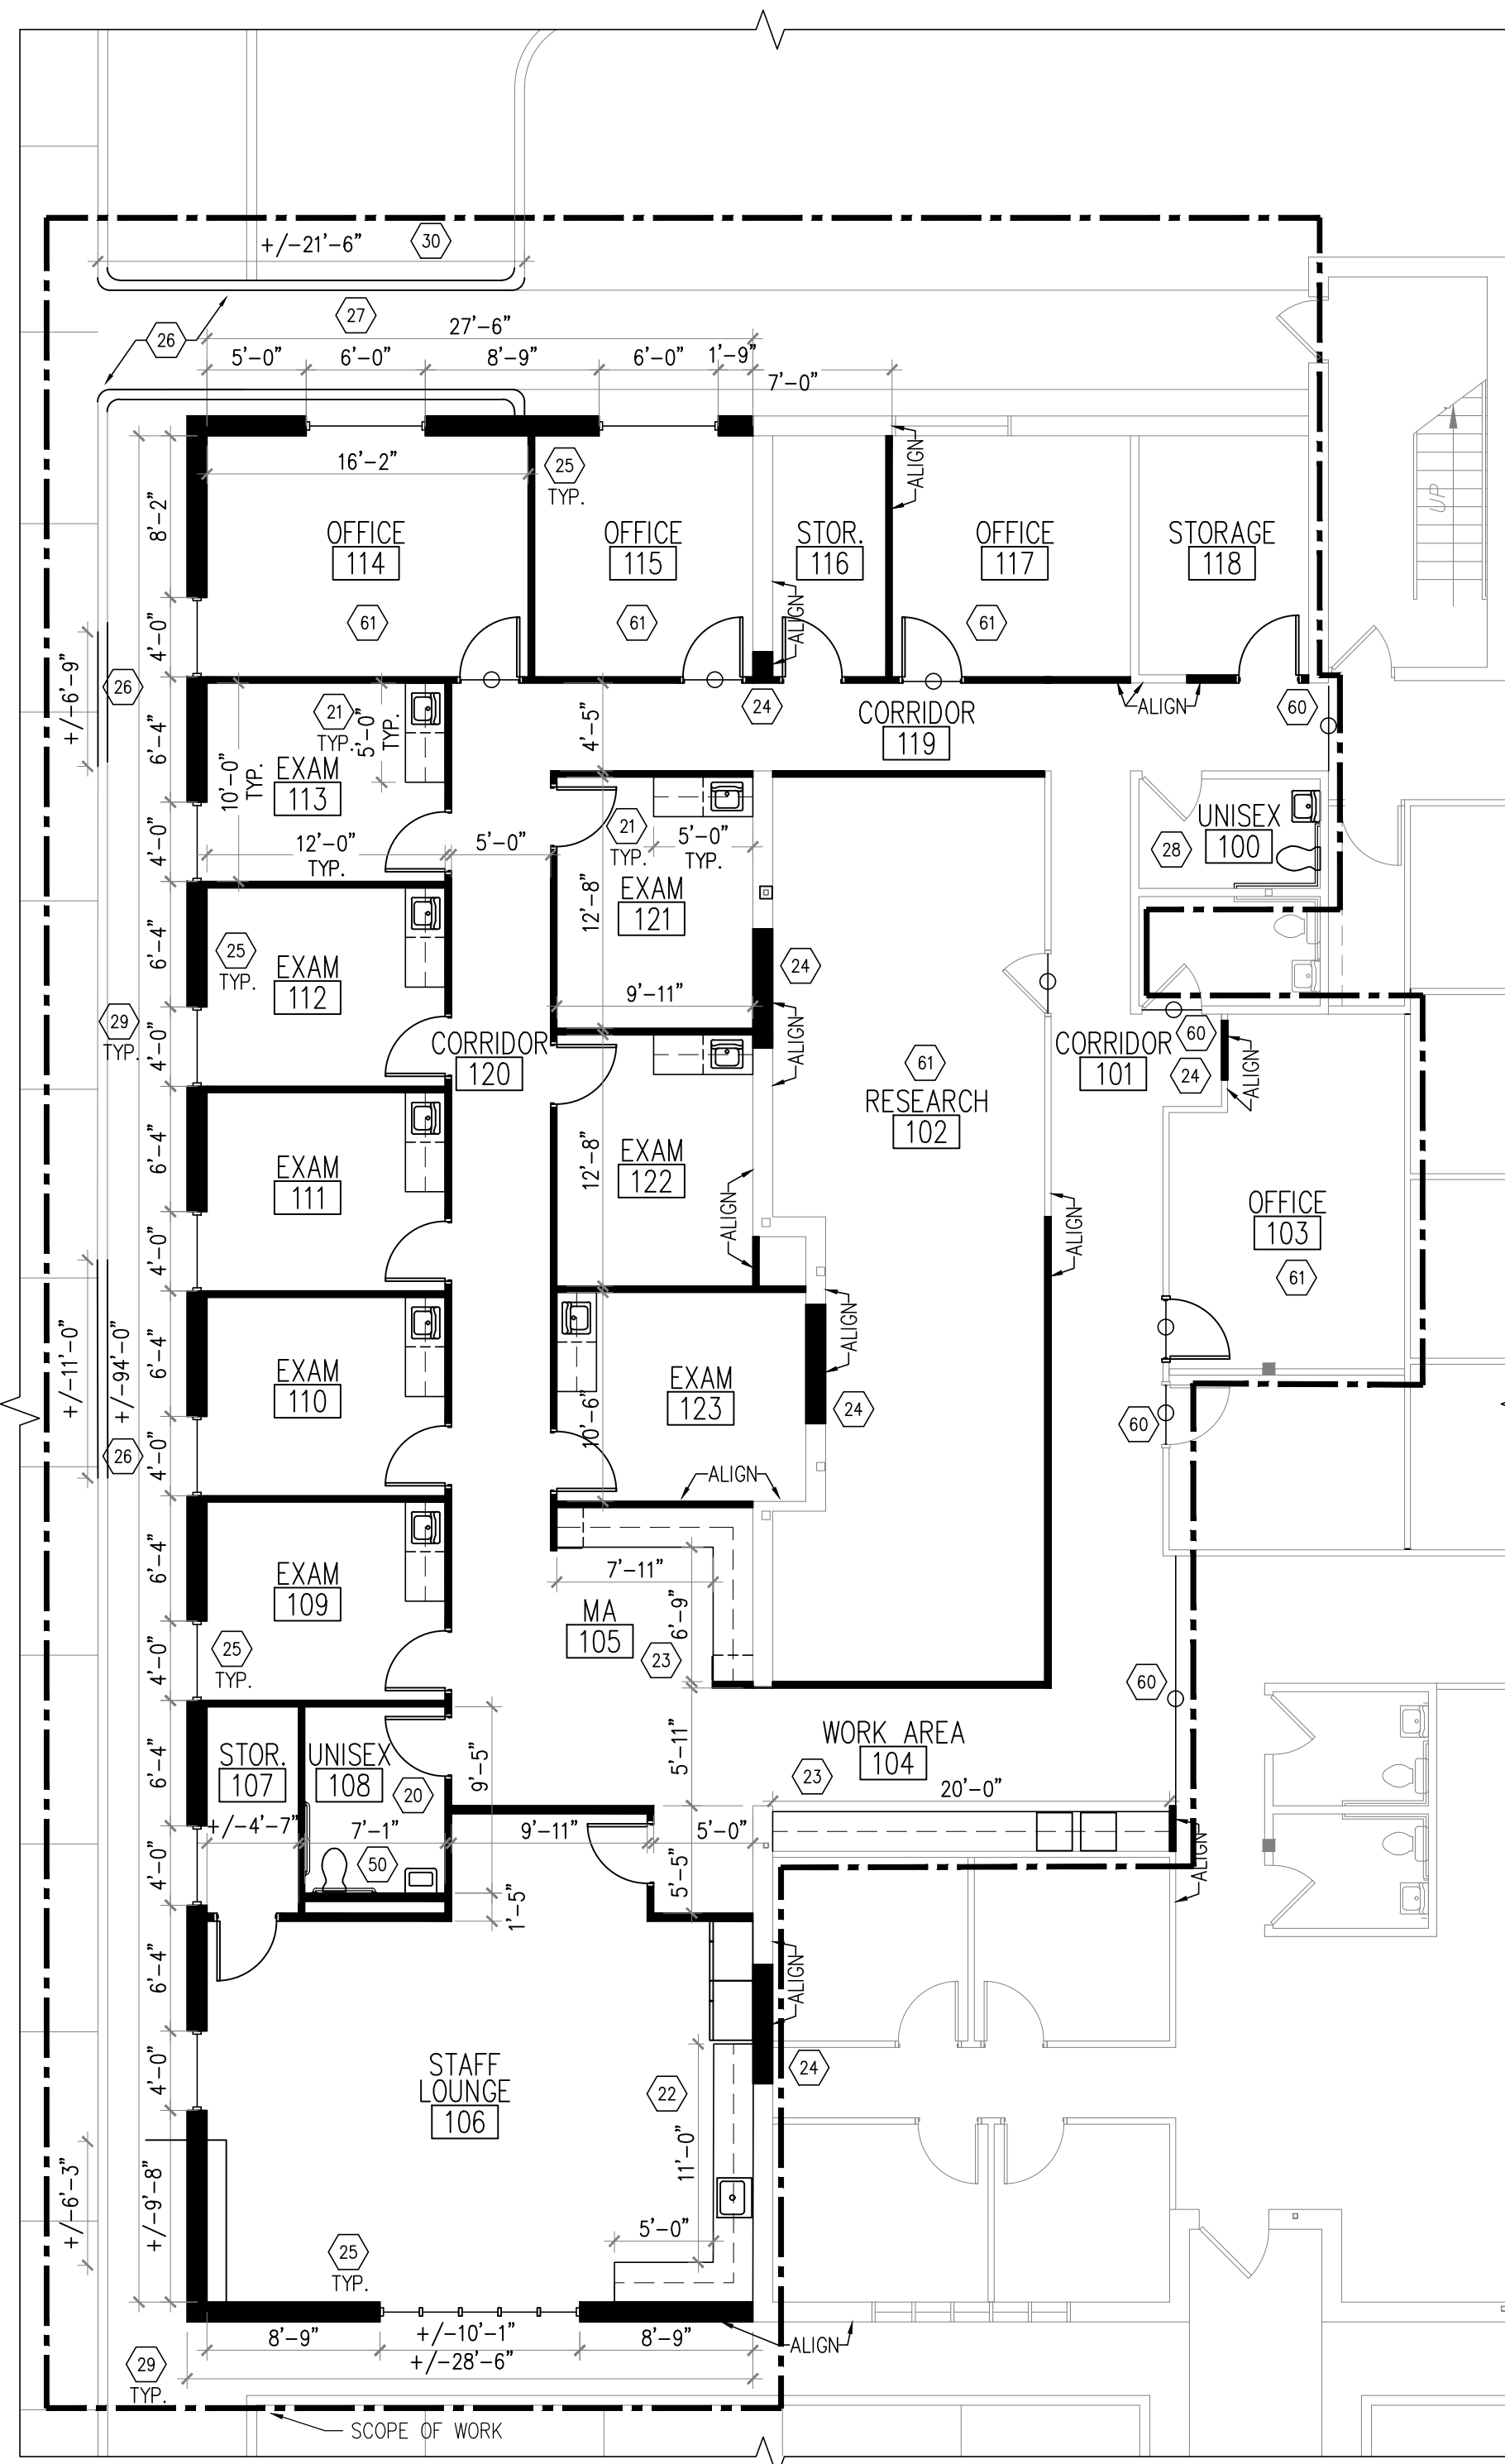 +/-21'-6"
30
27
26
27'-6"
5'-0"
6'-0"
8'-9"
6'-0"
1'-9"
7'-0"
16'-2"
25
TYP.
ALIGN
8'-2"
OFFICE
114
OFFICE
115
STOR.
116
OFFICE
117
STORAGE
118
UP
61
61
61
ALIGN
4'-0"
+/-6'-9"
26
24
ALIGN
60
CORRIDOR
119
21
TYP.
5'-0"
TYP.
4'-5"
6'-4"
10'-0"
TYP.
EXAM
113
12'-0"
TYP.
5'-0"
21
TYP.
5'-0"
TYP.
UNISEX
100
28
4'-0"
EXAM
121
12'-8"
6'-4"
25
TYP.
EXAM
112
24
9'-11"
29
TYP.
4'-0"
CORRIDOR
120
ALIGN
61
RESEARCH
102
CORRIDOR
101
60
24
ALIGN
6'-4"
EXAM
111
12'-8"
EXAM
122
ALIGN
ALIGN
OFFICE
103
61
4'-0"
+/-11'-0"
+/-94'-0"
6'-4"
EXAM
110
10'-6"
EXAM
123
ALIGN
24
60
26
4'-0"
ALIGN
6'-4"
EXAM
109
7'-11"
6'-9"
MA
105
23
25
TYP.
4'-0"
60
6'-4"
STOR.
107
UNISEX
108
20
9'-5"
5'-11"
WORK AREA
104
23
20'-0"
+/-4'-7"
7'-1"
9'-11"
5'-0"
50
4'-0"
5'-5"
ALIGN
1'-5"
6'-4"
ALIGN
4'-0"
STAFF
LOUNGE
106
22
24
11'-0"
+/-6'-3"
+/-9'-8"
5'-0"
25
TYP.
8'-9"
+/-10'-1"
8'-9"
ALIGN
+/-28'-6"
29
TYP.
SCOPE OF WORK